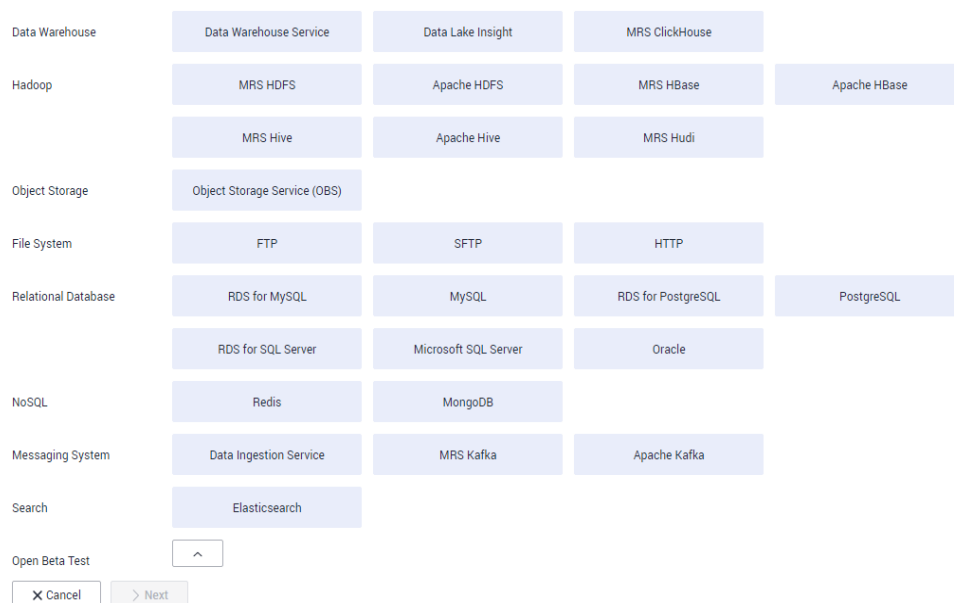 Data Warehouse Data Warehouse Service Data Lake Insight MRS ClickHouse
Hadoop MRS HDFS Apache HDFS MRS HBase Apache HBase
MRS Hive Apache Hive MRS Hudi
Object Storage Object Storage Service (OBS)
File System FTP SFTP HTTP
Relational Database RDS for MySQL MySQL RDS for PostgreSQL PostgreSQL
RDS for SQL Server Microsoft SQL Server Oracle
NoSQL Redis MongoDB
Messaging System Data Ingestion Service MRS Kafka Apache Kafka
Search Elasticsearch
Open Beta Test
Cancel Next